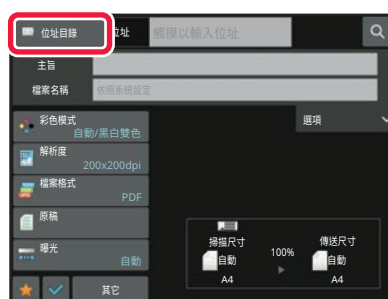 位址目錄
位址
觸摸以輸入位址
主旨
檔案名稱
依照系統設定
彩色模式
自動/黑白雙色
選項
解析度
200x200dpi
檔案格式
PDF
原稿
曝光
自動
其它
掃描尺寸
自動
A4
100%
傳送尺寸
自動
A4